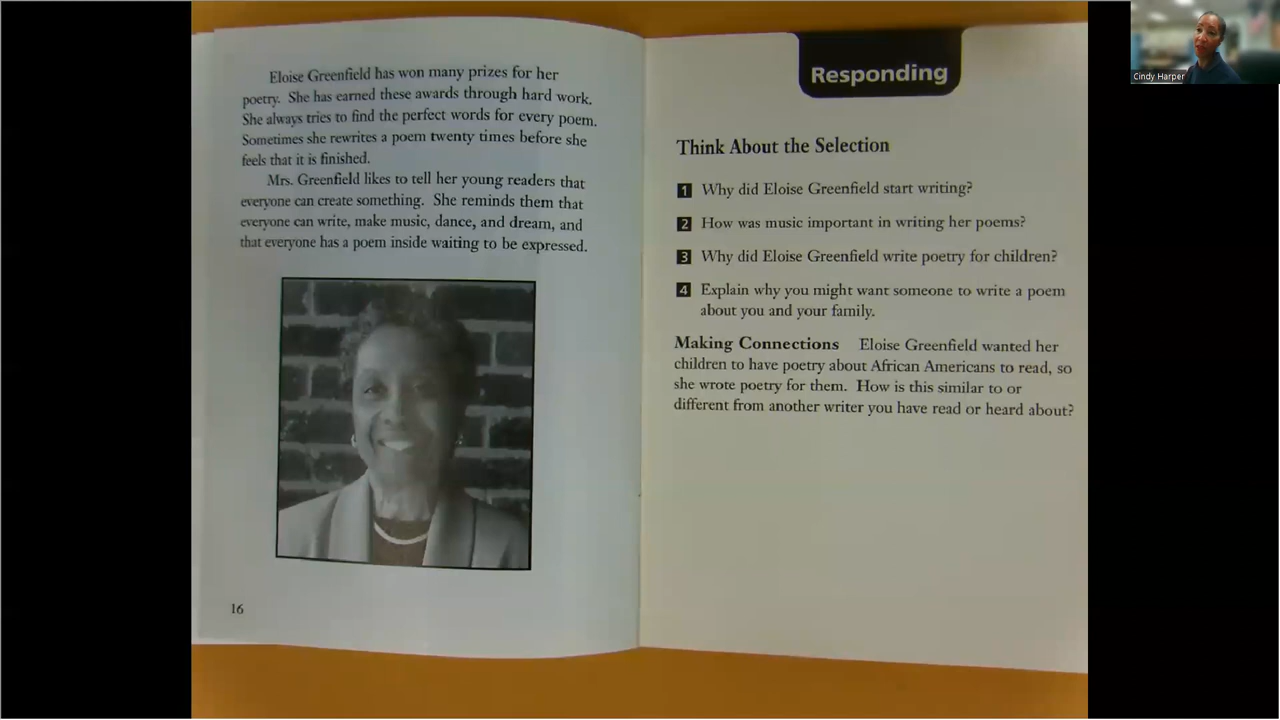 Eloise Greenfield has won many prizes for her
poetry. She has earned these awards through hard work.
She always tries to find the perfect words for every poem.
Sometimes she rewrites a poem twenty times before she
feels that it is finished.
Mrs. Greenfield likes to tell her young readers that
everyone can create something. She reminds them that
everyone can write, make music, dance, and dream, and
that everyone has a poem inside waiting to be expressed.
16
Responding
Think About the Selection
1 Why did Eloise Greenfield start writing?
2 How was music important in writing her poems?
3 Why did Eloise Greenfield write poetry for children?
4 Explain why you might want someone to write a poem
about you and your family.
Making Connections Eloise Greenfield wanted her
children to have poetry about African Americans to read, so
she wrote poetry for them. How is this similar to or
different from another writer you have read or heard about?
Cindy Harper